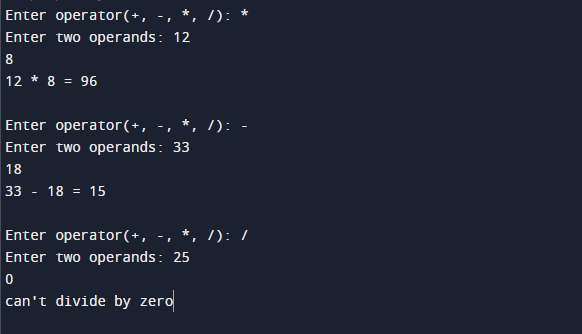 Enter operator(+, -, *, /): *
Enter two operands: 12
8
12 * 8 = 96
Enter operator(+, -, *, /): -
Enter two operands: 33
18
33 - 18 = 15
Enter operator(+, -, *, /): /
Enter two operands: 25
0
can't divide by zero